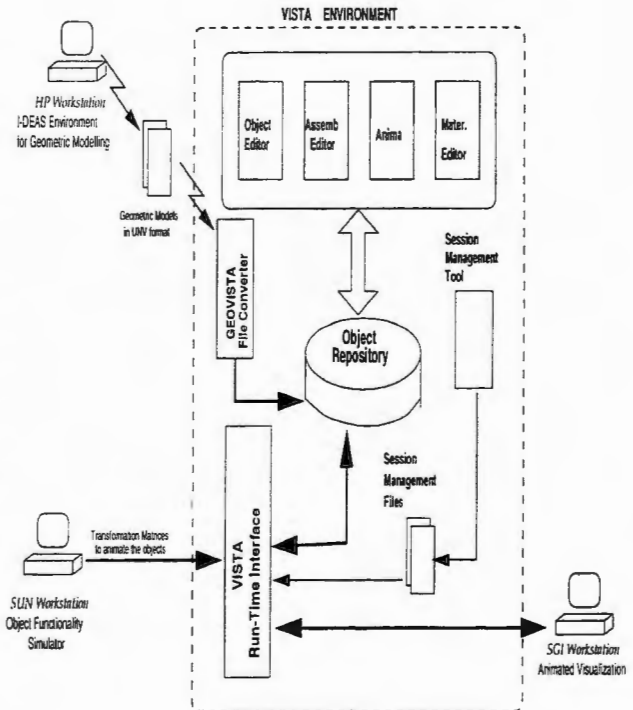 VISTA ENVIRONMENT
HP Workstation
I-DEAS Environment
for Geometric Modelling
Object
Editor
Assemb
Editor
Anima
Mater.
Editor
Geometric Models
in UNV format
GEOVISTA
File Converter
Session
Management
Tool
Object
Repository
Session
Management
Files
Transformation Matrices
to animate the objects
VISTA
Run-Time Interface
SUN Workstation
Object Functionality
Simulator
SGI Workstation
Animated Visualization